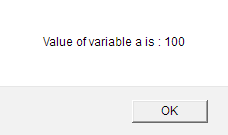 Value of variable a is : 100
OK